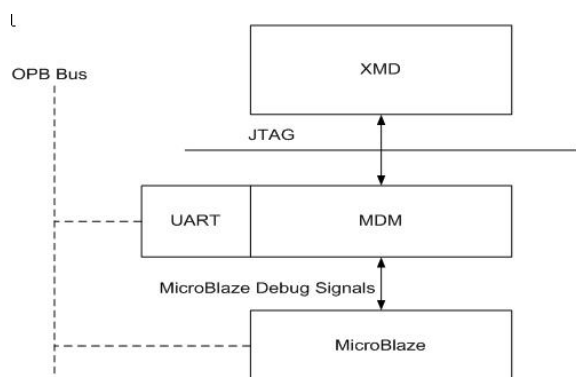 XMD
OPB Bus
JTAG
UART
MDM
MicroBlaze Debug Signals
MicroBlaze